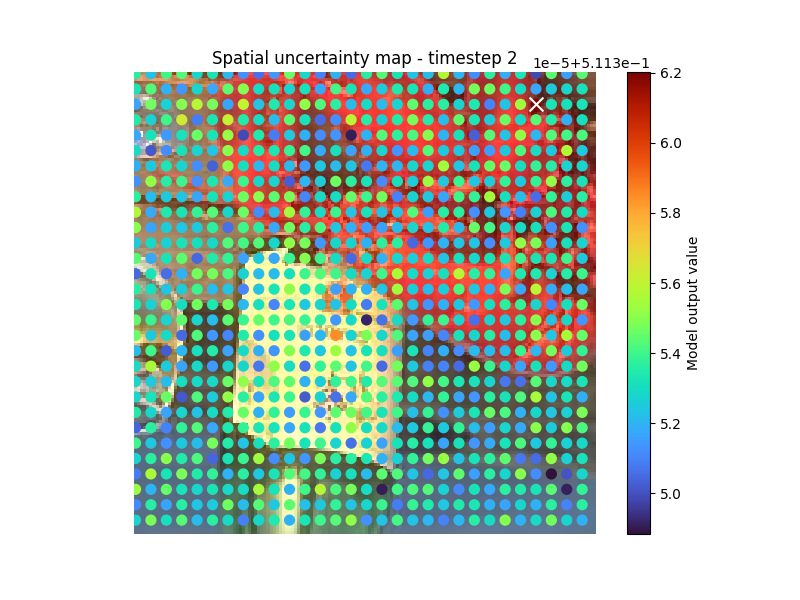 Spatial uncertainty map - timestep 2
1e-5+5.113e-1
6.2
6.0
5.8
5.6
5.4
5.2
5.0
Model output value